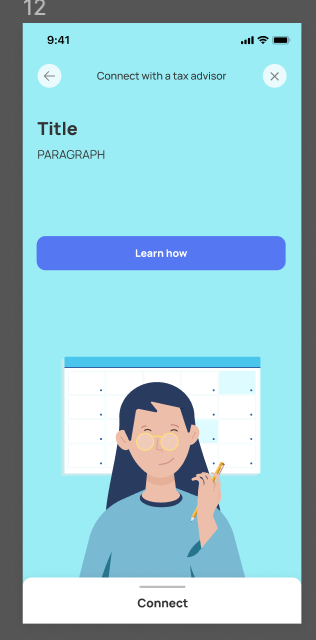 12
9:41
Connect with a tax advisor
Title
PARAGRAPH
Learn how
Connect